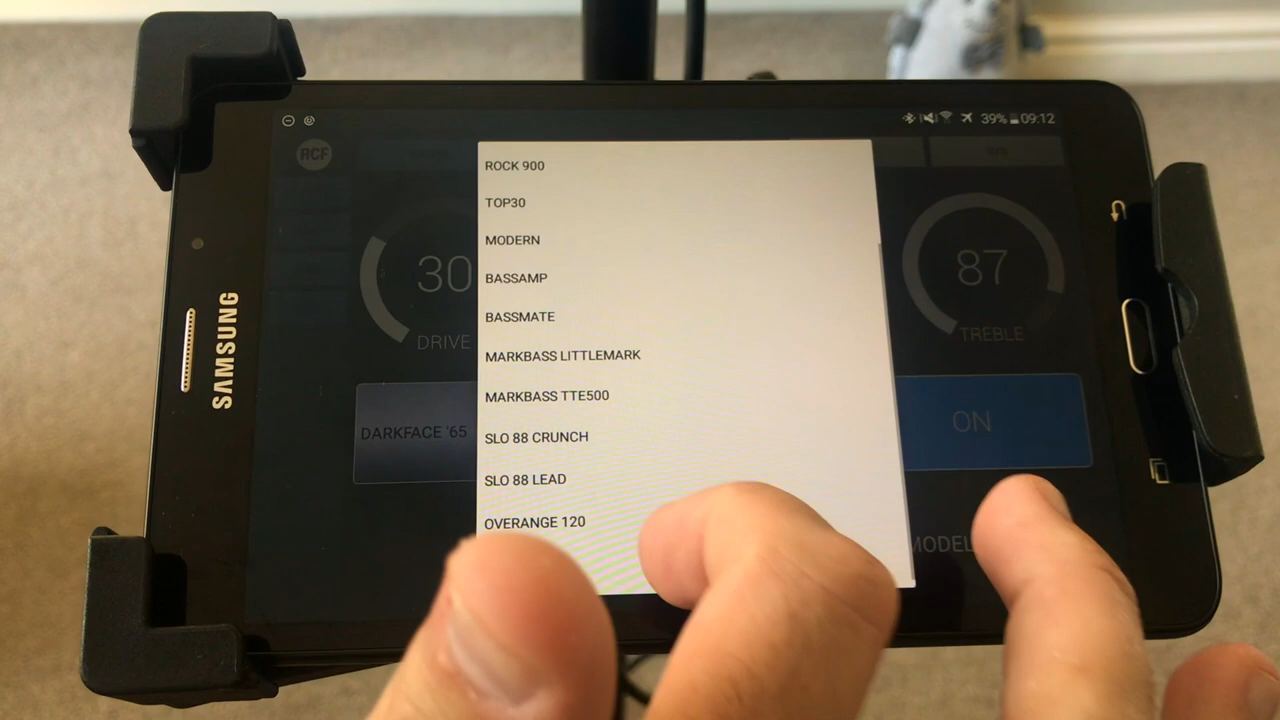 39% 09:12
RCF
ROCK 900
TOP30
MODERN
BASSAMP
BASSMATE
MARKBASS LITTLEMARK
MARKBASS TTE500
SLO 88 CRUNCH
SLO 88 LEAD
OVERANGE 120
30
DRIVE
DARKFACE '65
87
TREBLE
ON
MODEL
SAMSUNG